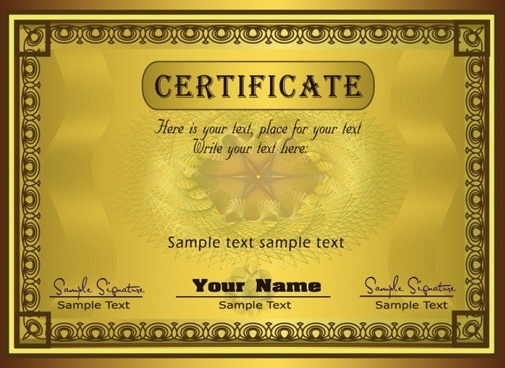 CERTIFICATE
Here is your text, place for your text
Write your text here:
Sample text sample text
Sample Signature
Your Name
Sample Signature
Sample Text
Sample Text
Sample Text